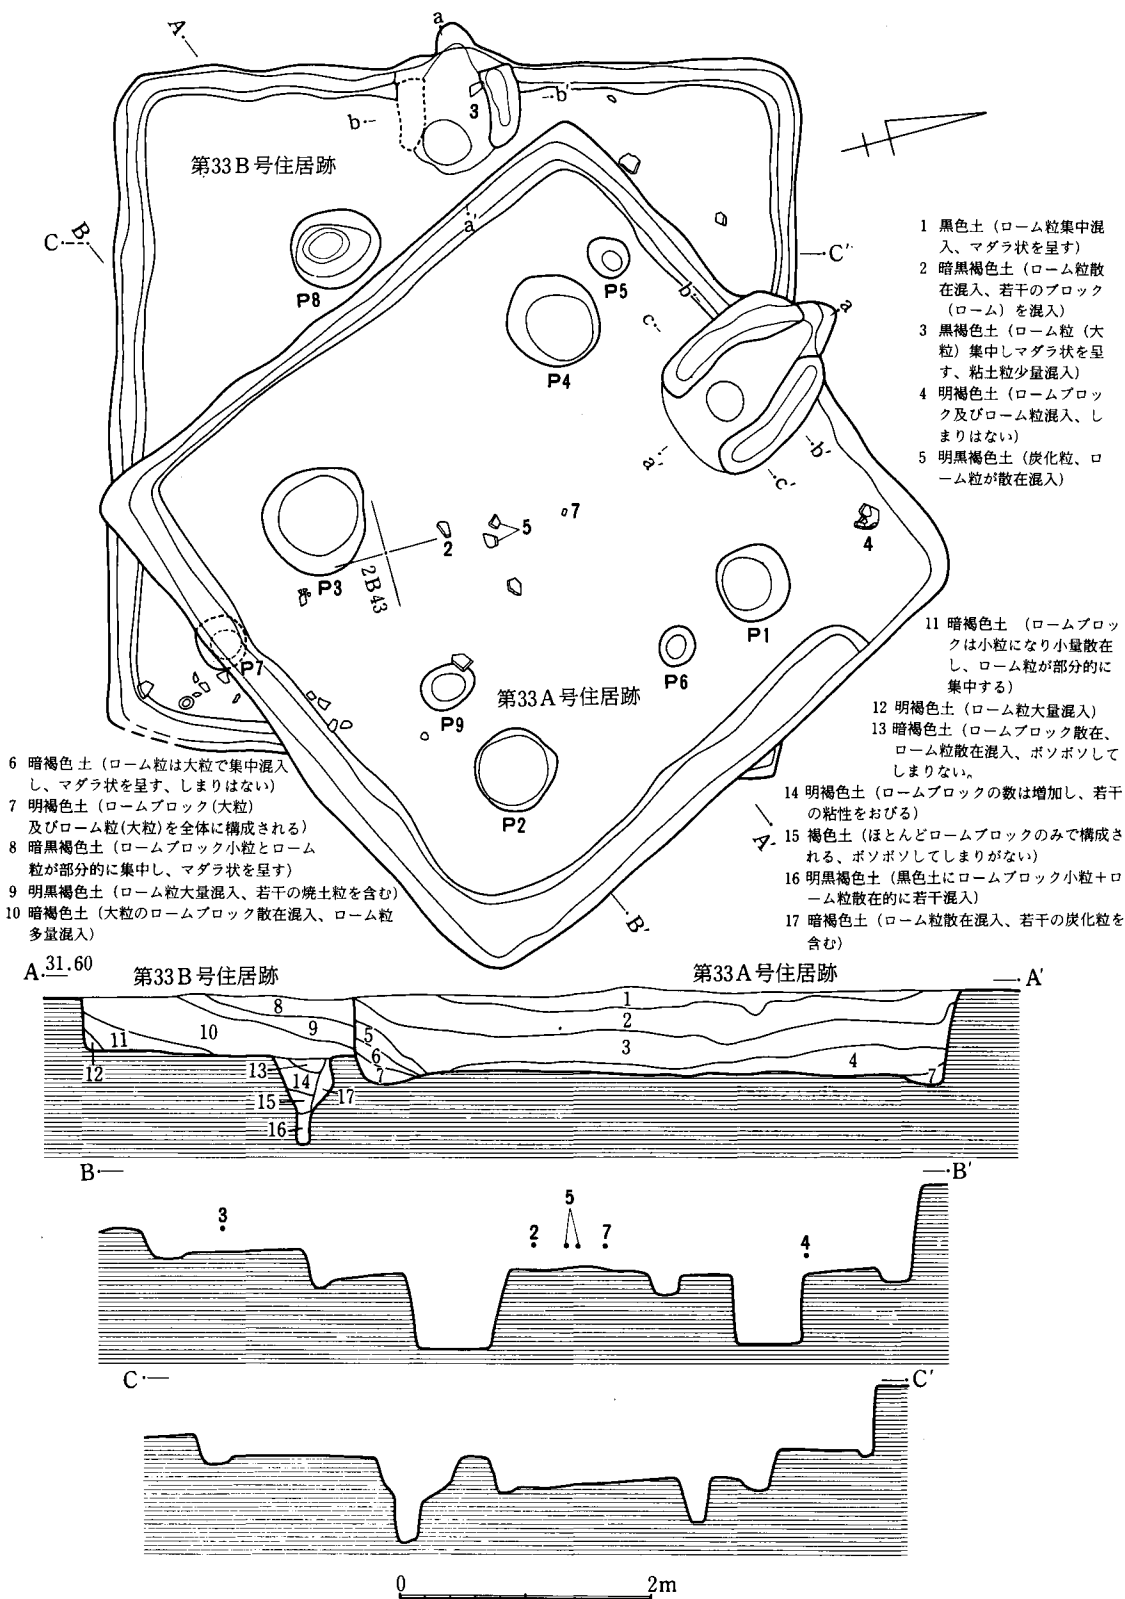 A
a
3
b
b′
第33B号住居跡
C
B
a′
P8
C′
P5
b
c
a
P4
1 黒色土（ローム粒集中混
入、マダラ状を呈す）
2 暗黒褐色土（ローム粒散
在混入、若干のブロック
（ローム）を混入）
3 黒褐色土（ローム粒（大
粒）集中しマダラ状を呈
す、粘土粒少量混入）
4 明褐色土（ロームブロッ
ク及びローム粒混入、し
まりはない）
5 明黒褐色土（炭化粒、ロ
ーム粒が散在混入）
a′
b′
c′
2
5
7
4
P3
2B43
P1
P7
P6
P9
第33A号住居跡
P2
11 暗褐色土 （ロームブロッ
クは小粒になり小量散在
し、ローム粒が部分的に
集中する）
12 明褐色土（ローム粒大量混入）
13 暗褐色土（ロームブロック散在、
ローム粒散在混入、ボソボソして
しまりない。
14 明褐色土（ロームブロックの数は増加し、若干
の粘性をおびる）
15 褐色土（ほとんどロームブロックのみで構成さ
れる、ボソボソしてしまりがない）
16 明黒褐色土（黒色土にロームブロック小粒＋ロ
ーム粒散在的に若干混入）
17 暗褐色土（ローム粒散在混入、若干の炭化粒を
含む）
A′
B′
6 暗褐色土（ローム粒は大粒で集中混入
し、マダラ状を呈す、しまりはない）
7 明褐色土（ロームブロック(大粒)
及びローム粒(大粒)を全体に構成される）
8 暗黒褐色土（ロームブロック小粒とローム
粒が部分的に集中し、マダラ状を呈す）
9 明黒褐色土（ローム粒大量混入、若干の焼土粒を含む）
10 暗褐色土（大粒のロームブロック散在混入、ローム粒
多量混入）
A 31.60
第33B号住居跡
第33A号住居跡
A′
8
1
2
10
9
5
3
11
6
4
12
13
7
7
14
17
15
16
B
B′
3
5
2
7
4
C
C′
0
2m